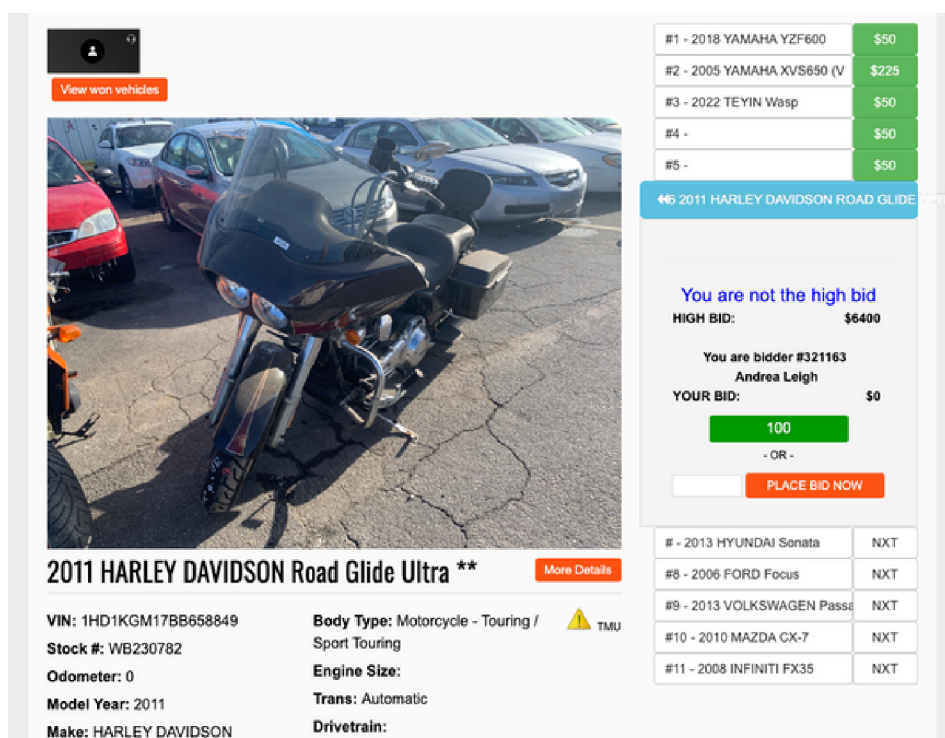 View won vehicles
2011 HARLEY DAVIDSON Road Glide Ultra **
More Details
VIN: 1HD1KGM17BB658849
Stock #: WB230782
Odometer: 0
Model Year: 2011
Make: HARLEY DAVIDSON
Body Type: Motorcycle - Touring /
Sport Touring
Engine Size:
Trans: Automatic
Drivetrain:
TMU
#1 - 2018 YAMAHA YZF600 $50
#2 - 2005 YAMAHA XVS650 (V $225
#3 - 2022 TEYIN Wasp $50
#4 - $50
#5 - $50
6 2011 HARLEY DAVIDSON ROAD GLIDE
You are not the high bid
HIGH BID: $6400
You are bidder #321163
Andrea Leigh
YOUR BID: $0
100
- OR -
PLACE BID NOW
# - 2013 HYUNDAI Sonata NXT
#8 - 2006 FORD Focus NXT
#9 - 2013 VOLKSWAGEN Passa NXT
#10 - 2010 MAZDA CX-7 NXT
#11 - 2008 INFINITI FX35 NXT